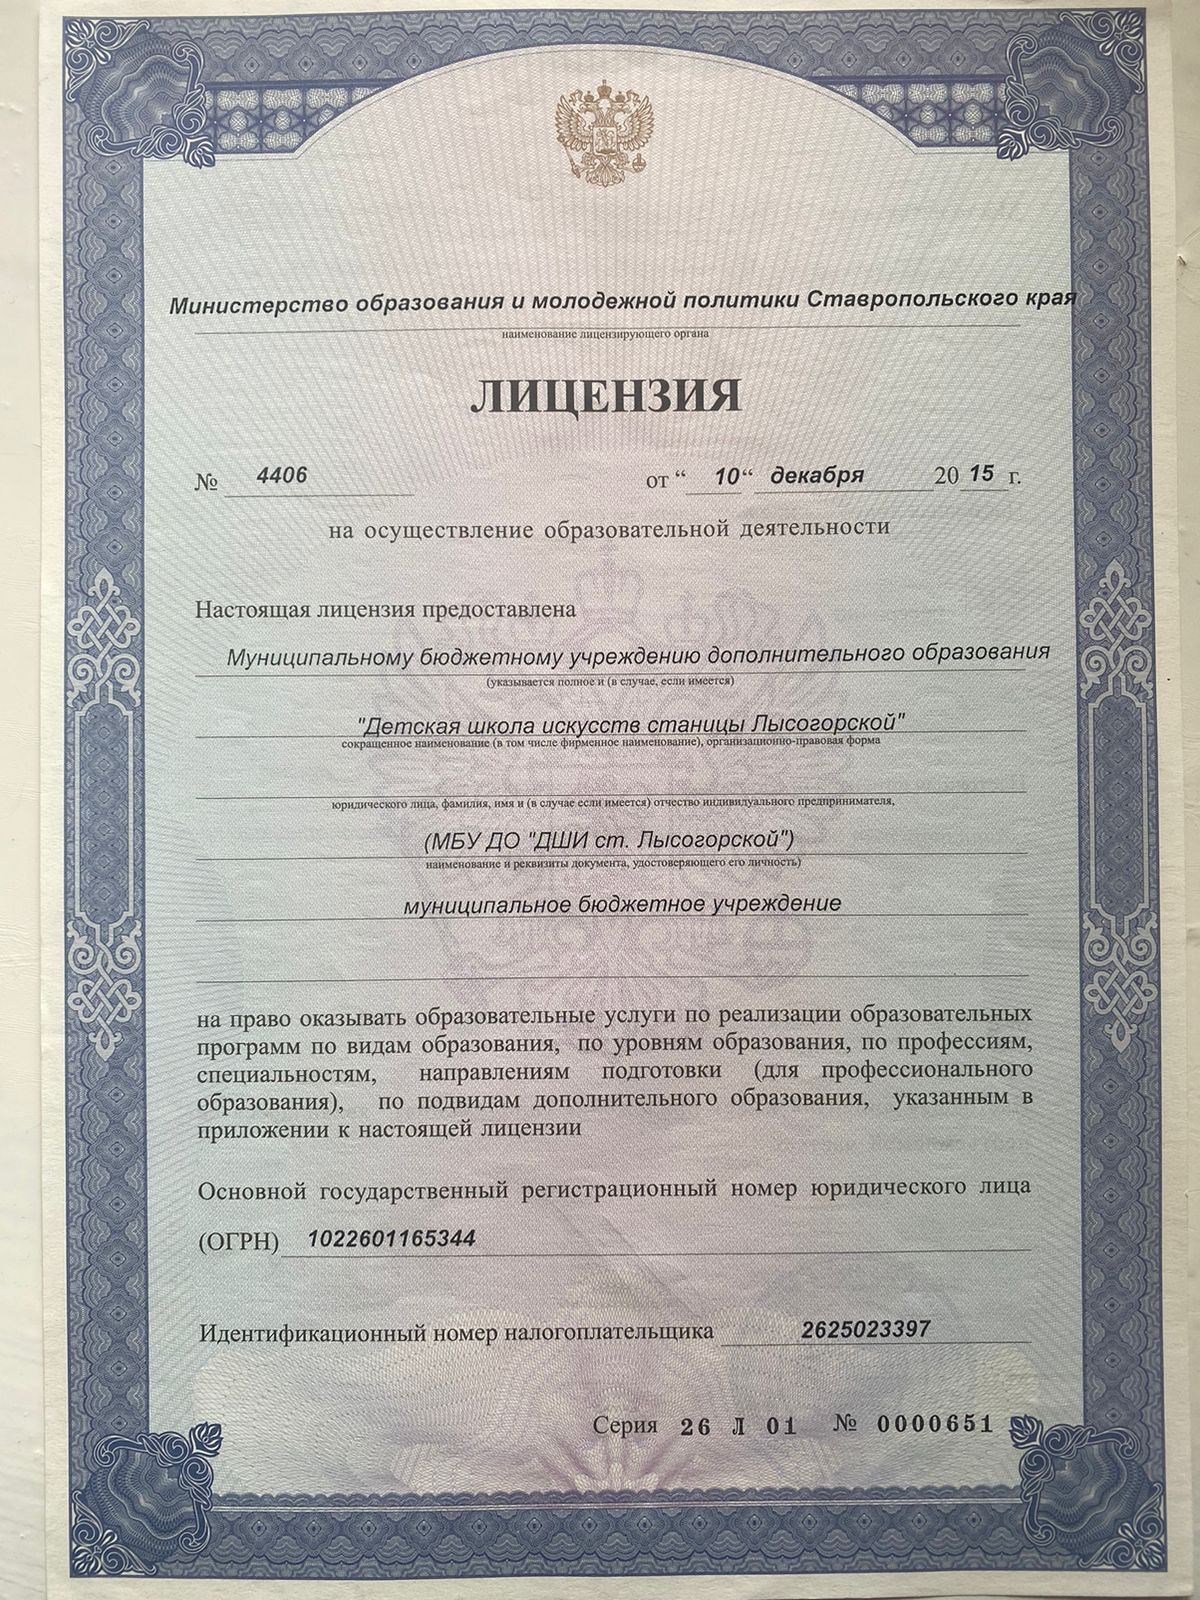 Министерство образования и молодежной политики Ставропольского края
наименование лицензирующего органа
ЛИЦЕНЗИЯ
№ 4406 от “ 10“ декабря 20 15 г.
на осуществление образовательной деятельности
Настоящая лицензия предоставлена
Муниципальному бюджетному учреждению дополнительного образования
(указывается полное и (в случае, если имеется)
"Детская школа искусств станицы Лысогорской"
сокращенное наименование (в том числе фирменное наименование), организационно-правовая форма
юридического лица, фамилия, имя и (в случае если имеется) отчество индивидуального предпринимателя,
(МБУ ДО "ДШИ ст. Лысогорской")
наименование и реквизиты документа, удостоверяющего его личность)
муниципальное бюджетное учреждение
на право оказывать образовательные услуги по реализации образовательных
программ по видам образования, по уровням образования, по профессиям,
специальностям, направлениям подготовки (для профессионального
образования), по подвидам дополнительного образования, указанным в
приложении к настоящей лицензии
Основной государственный регистрационный номер юридического лица
(ОГРН) 1022601165344
Идентификационный номер налогоплательщика 2625023397
Серия 26 Л 01 № 0000651